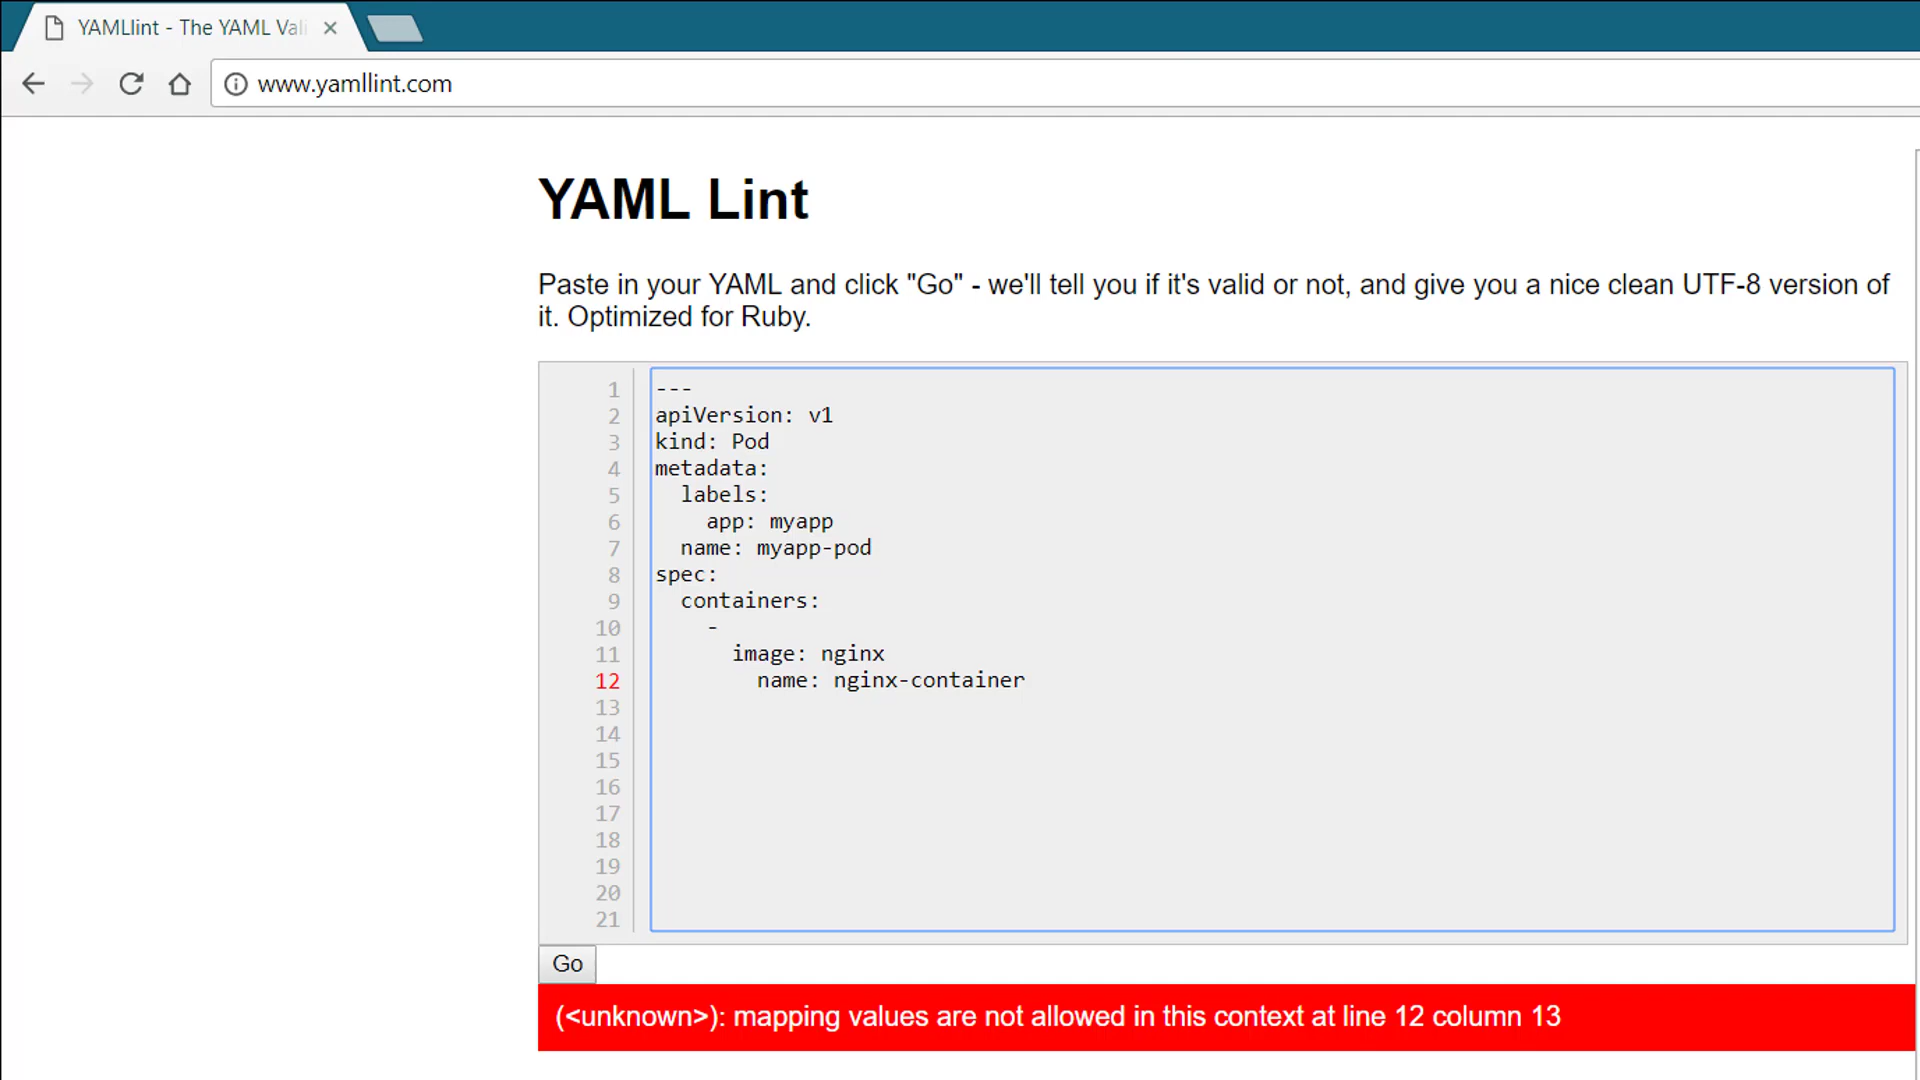 YAMLlint - The YAML Vali
www.yamllint.com
YAML Lint
Paste in your YAML and click "Go" - we'll tell you if it's valid or not, and give you a nice clean UTF-8 version of
it. Optimized for Ruby.
1 ---
2 apiVersion: v1
3 kind: Pod
4 metadata:
5   labels:
6     app: myapp
7   name: myapp-pod
8 spec:
9   containers:
10     -
11       image: nginx
12         name: nginx-container
13
14
15
16
17
18
19
20
21
Go
(<unknown>): mapping values are not allowed in this context at line 12 column 13